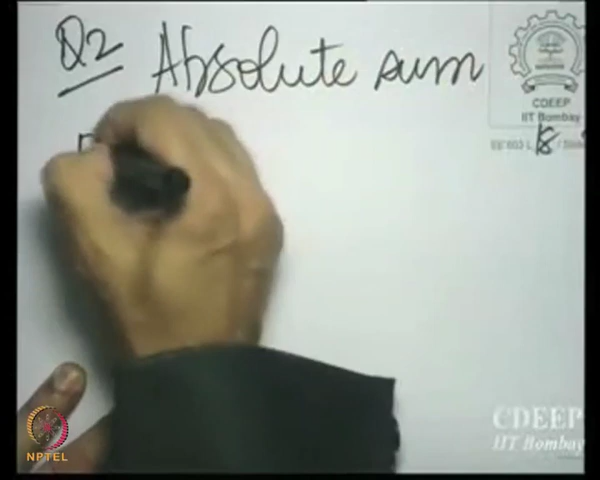 Q2 Absolute sum
CDEEP
IIT Bombay
CDEEP
IIT Bombay
NPTEL